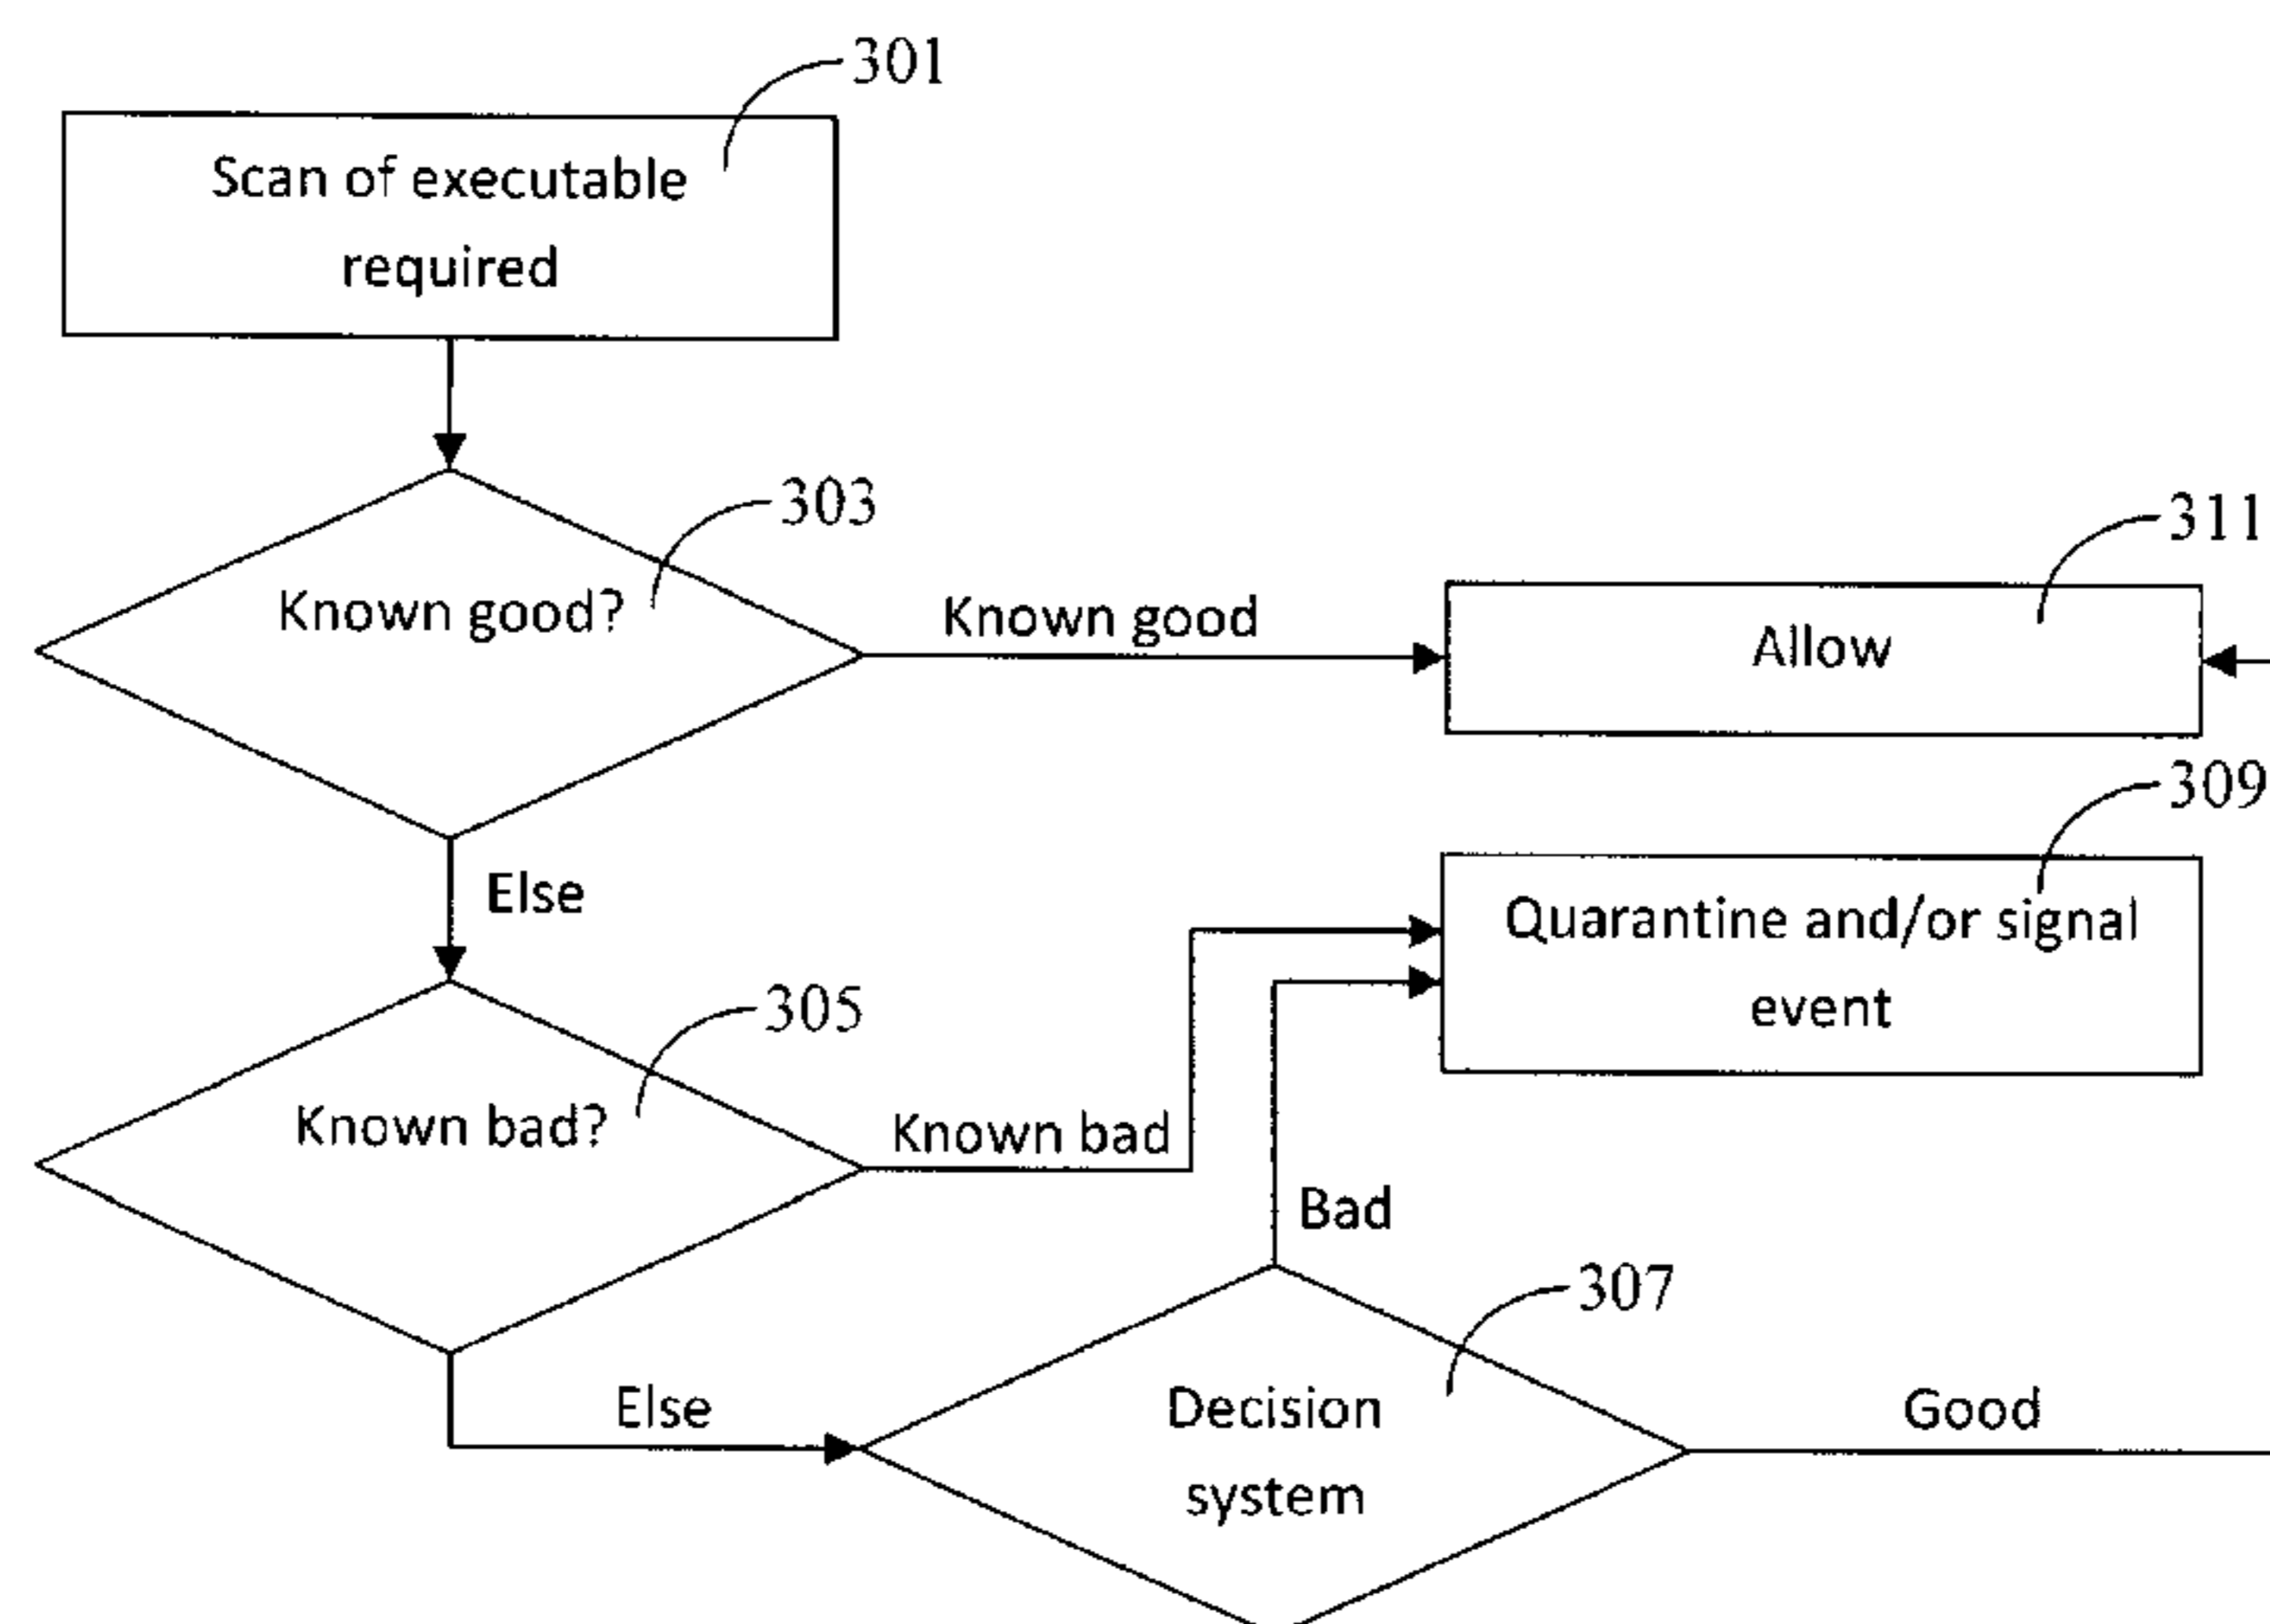 301
Scan of executable
required
303
Known good?
Known good
311
Allow
309
Quarantine and/or signal
event
Else
305
Known bad?
Known bad
Bad
307
Else
Decision
system
Good